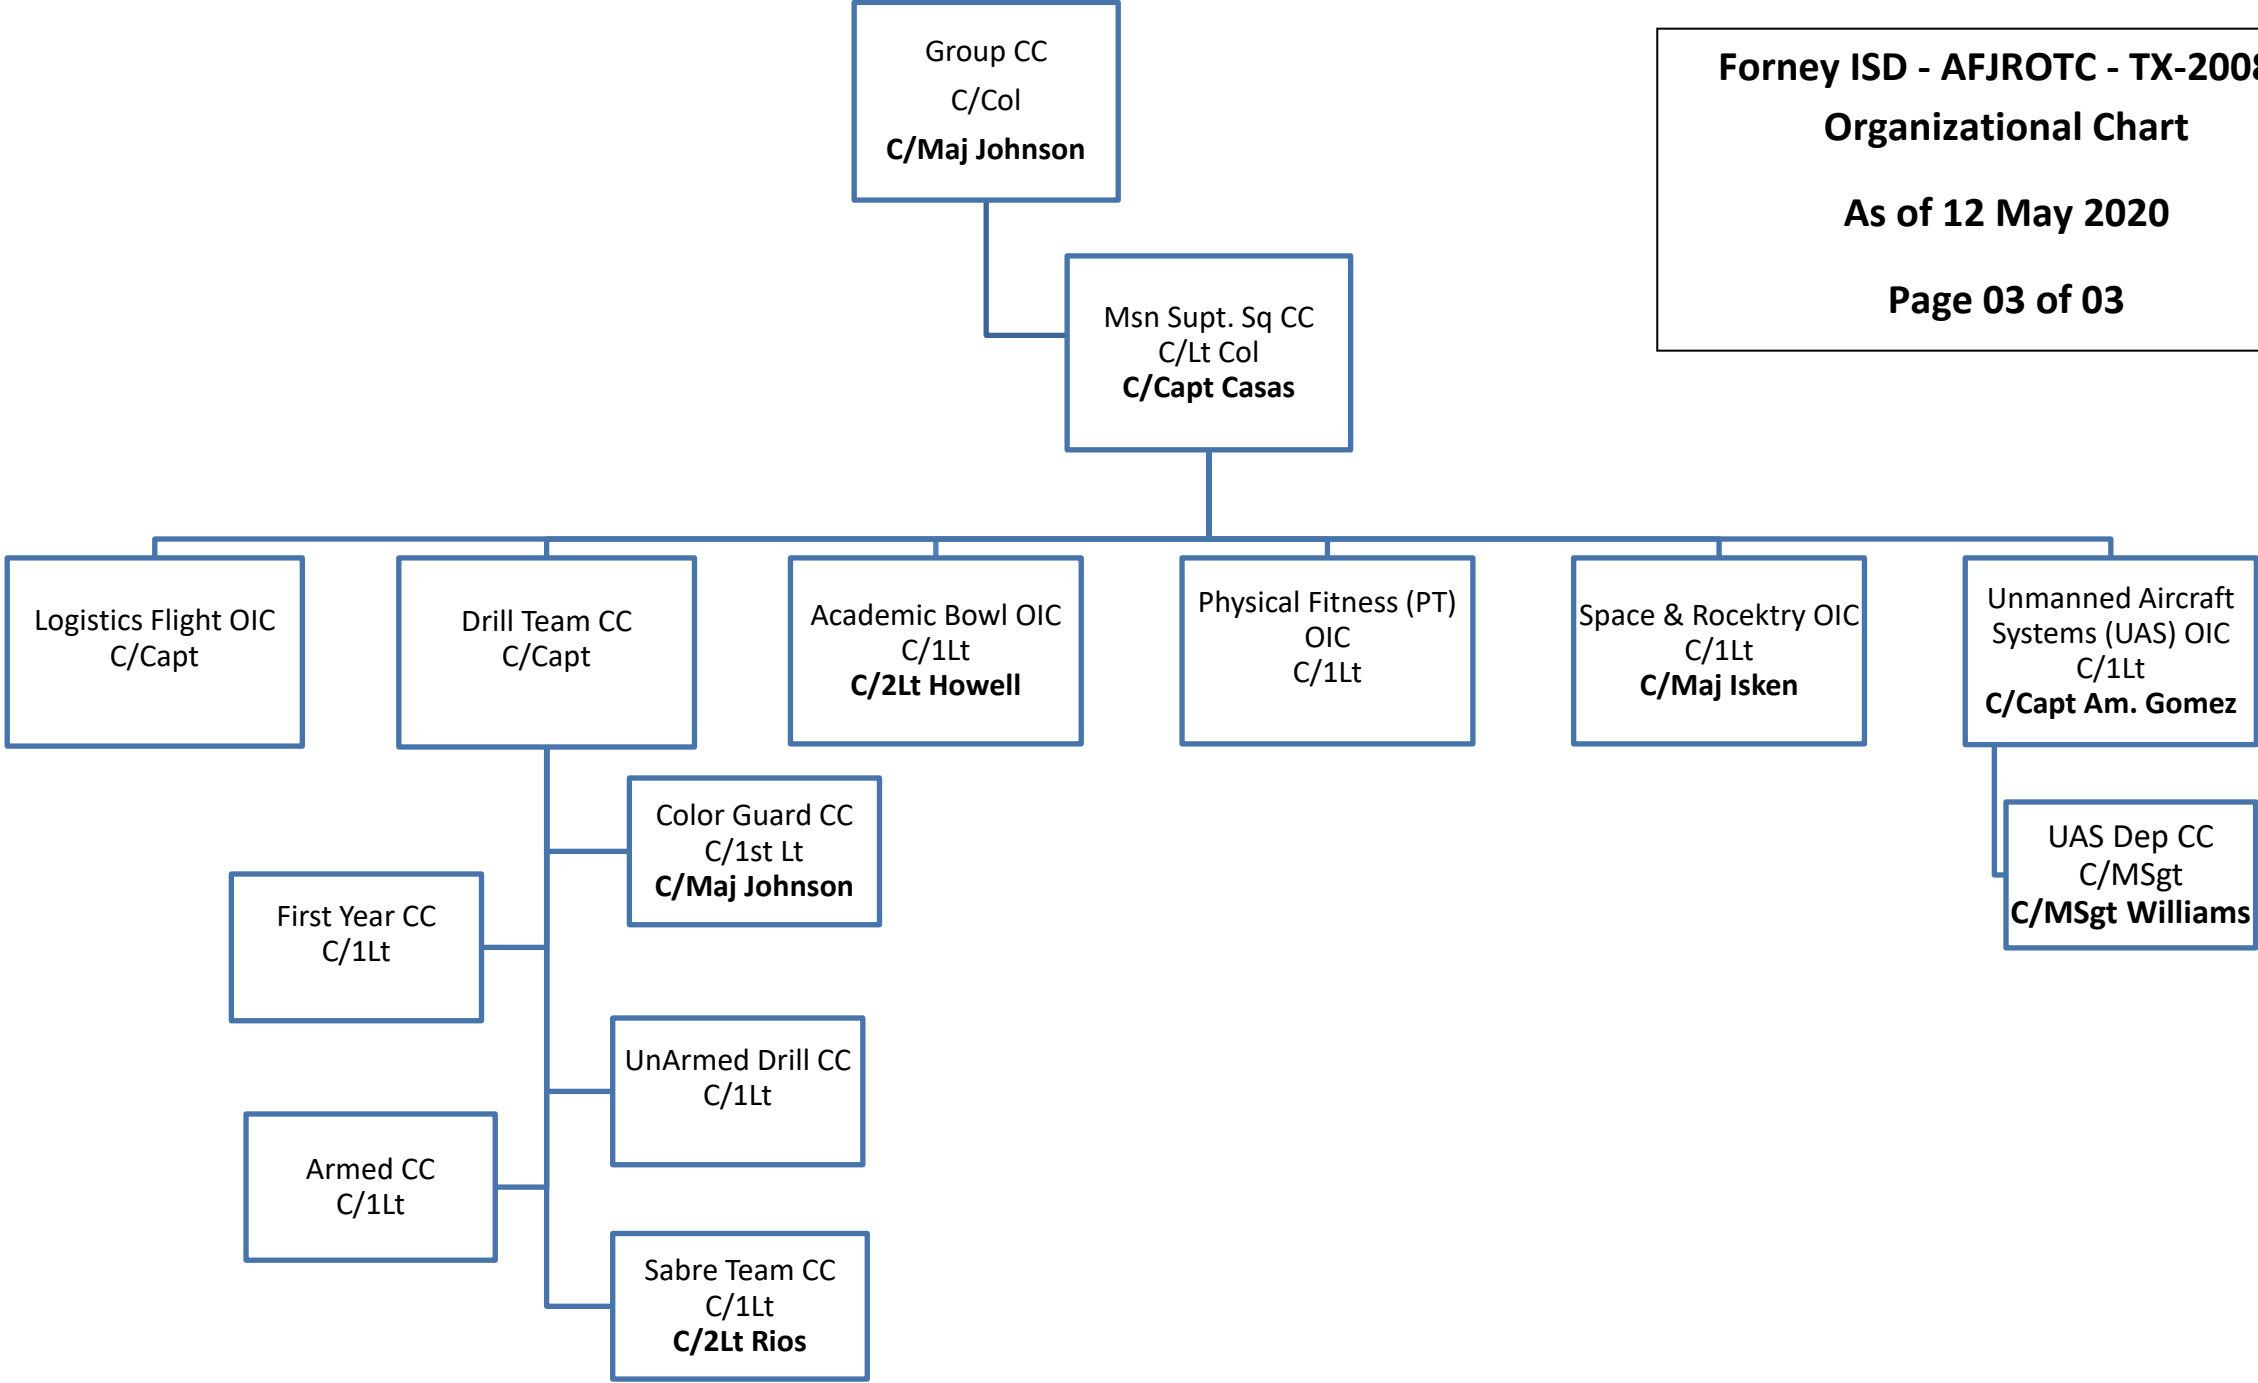 Group CC
C/Col
C/Maj Johnson
Forney ISD - AFJROTC - TX-2008
Organizational Chart
As of 12 May 2020
Page 03 of 03
Msn Supt. Sq CC
C/Lt Col
C/Capt Casas
Logistics Flight OIC
C/Capt
Drill Team CC
C/Capt
Academic Bowl OIC
C/1Lt
C/2Lt Howell
Physical Fitness (PT)
OIC
C/1Lt
Space & Rocektry OIC
C/1Lt
C/Maj Isken
Unmanned Aircraft
Systems (UAS) OIC
C/1Lt
C/Capt Am. Gomez
Color Guard CC
C/1st Lt
C/Maj Johnson
UAS Dep CC
C/MSgt
C/MSgt Williams
First Year CC
C/1Lt
UnArmed Drill CC
C/1Lt
Armed CC
C/1Lt
Sabre Team CC
C/1Lt
C/2Lt Rios